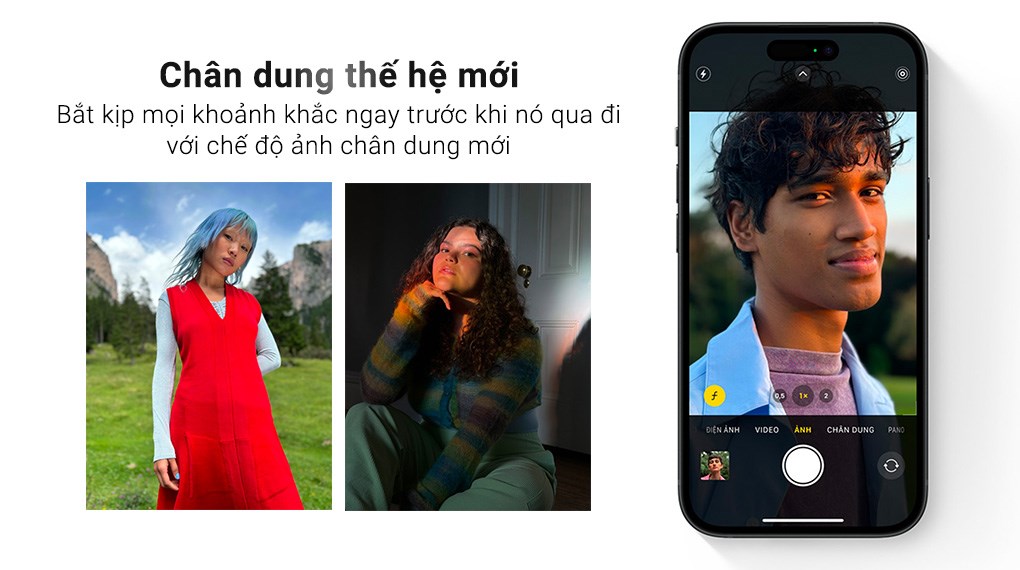 Chân dung thế hệ mới
Bắt kịp mọi khoảnh khắc ngay trước khi nó qua đi
với chế độ ảnh chân dung mới
f
0,5 1× 2
ĐIỆN ẢNH VIDEO ẢNH CHÂN DUNG PANO